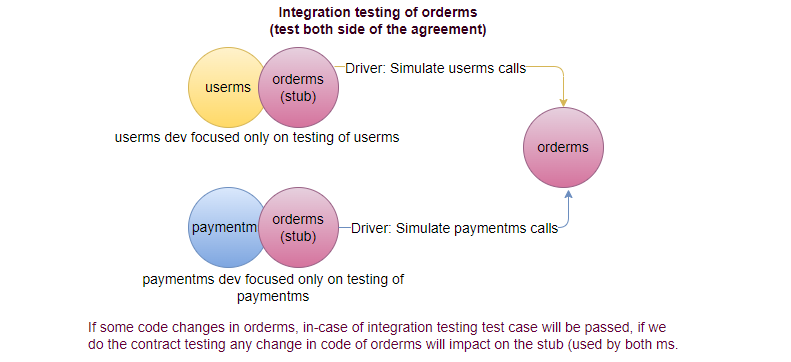 Integration testing of orderms
(test both side of the agreement)
userms
orderms
(stub)
Driver: Simulate userms calls
userms dev focused only on testing of userms
orderms
paymentm
orderms
(stub)
Driver: Simulate paymentms calls
paymentms dev focused only on testing of
paymentms
If some code changes in orderms, in-case of integration testing test case will be passed, if we
do the contract testing any change in code of orderms will impact on the stub (used by both ms.